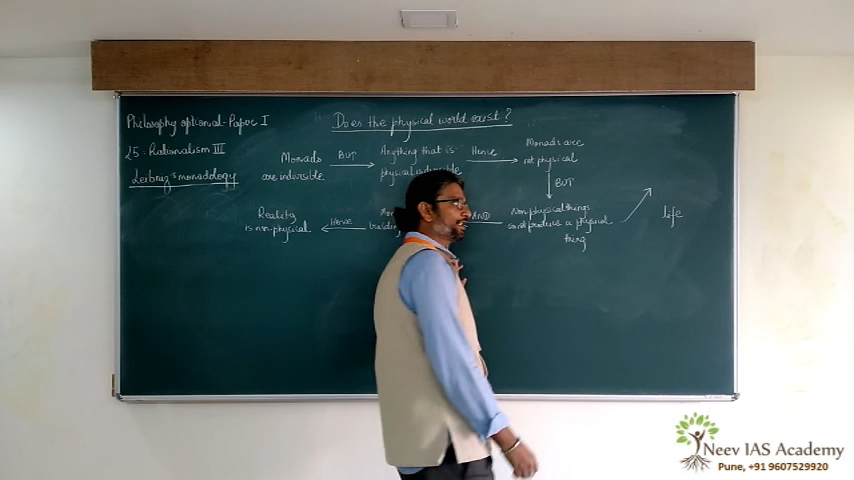 Philosophy optional-Paper I
Does the physical world exist?
L5 - Rationalism III
Leibniz's monadology
Monads
are indivisible
BUT
Anything that is
physical is divisible
Hence
Monads are
not physical
BUT
Non physical things
produce a physical
thing
AND
Hence
Reality
is non-physical.
life
Neev IAS Academy
Pune, +91 9607529920